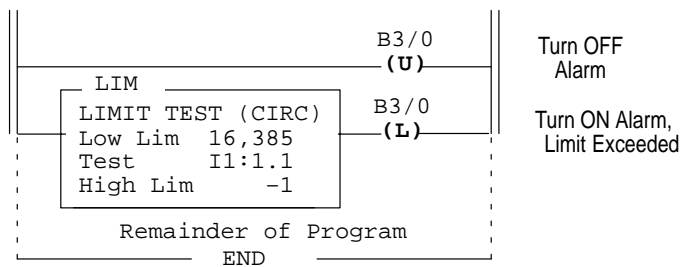 B3/0
(U)
Turn OFF
Alarm
LIM
LIMIT TEST (CIRC)
Low Lim 16,385
Test I1:1.1
High Lim –1
B3/0
(L)
Turn ON Alarm,
Limit Exceeded
Remainder of Program
END